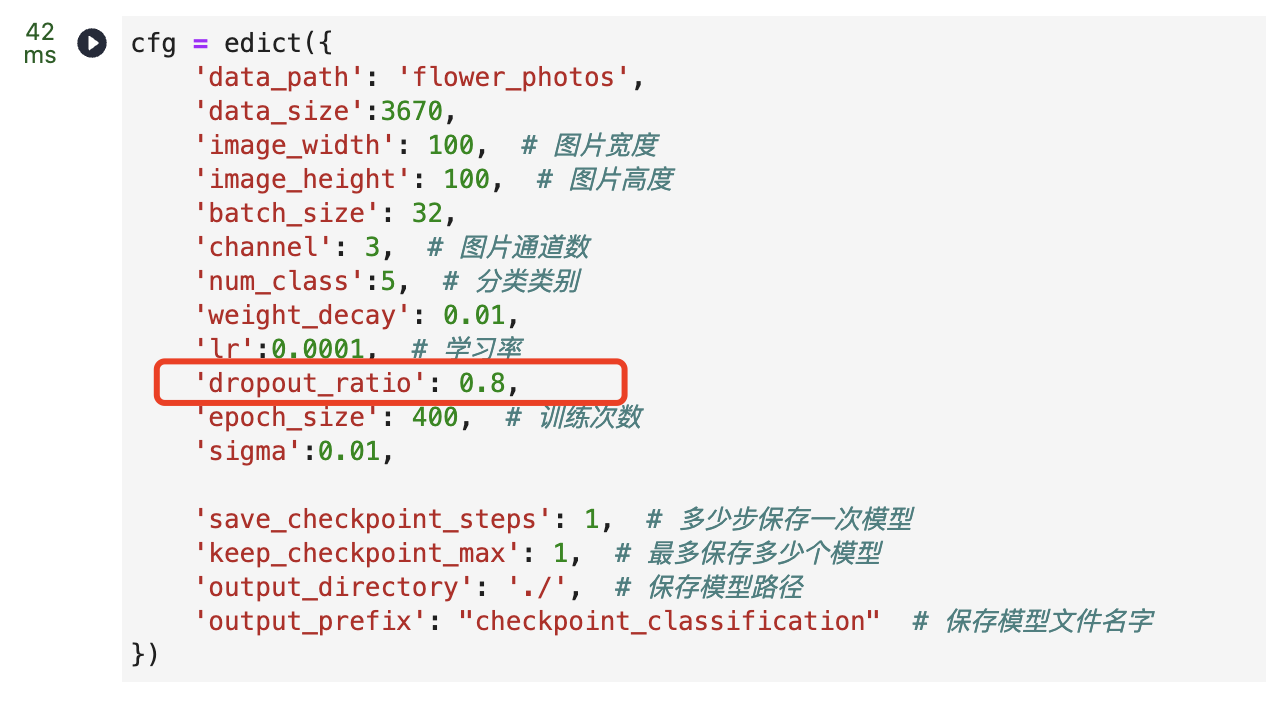 42
ms
cfg = edict({
'data_path': 'flower_photos',
'data_size':3670,
'image_width': 100,  # 图片宽度
'image_height': 100,  # 图片高度
'batch_size': 32,
'channel': 3,  # 图片通道数
'num_class':5,  # 分类类别
'weight_decay': 0.01,
'lr':0.0001,  # 学习率
'dropout_ratio': 0.8,
'epoch_size': 400,  # 训练次数
'sigma':0.01,
'save_checkpoint_steps': 1,  # 多少步保存一次模型
'keep_checkpoint_max': 1,  # 最多保存多少个模型
'output_directory': './',  # 保存模型路径
'output_prefix': "checkpoint_classification"  # 保存模型文件名字
})